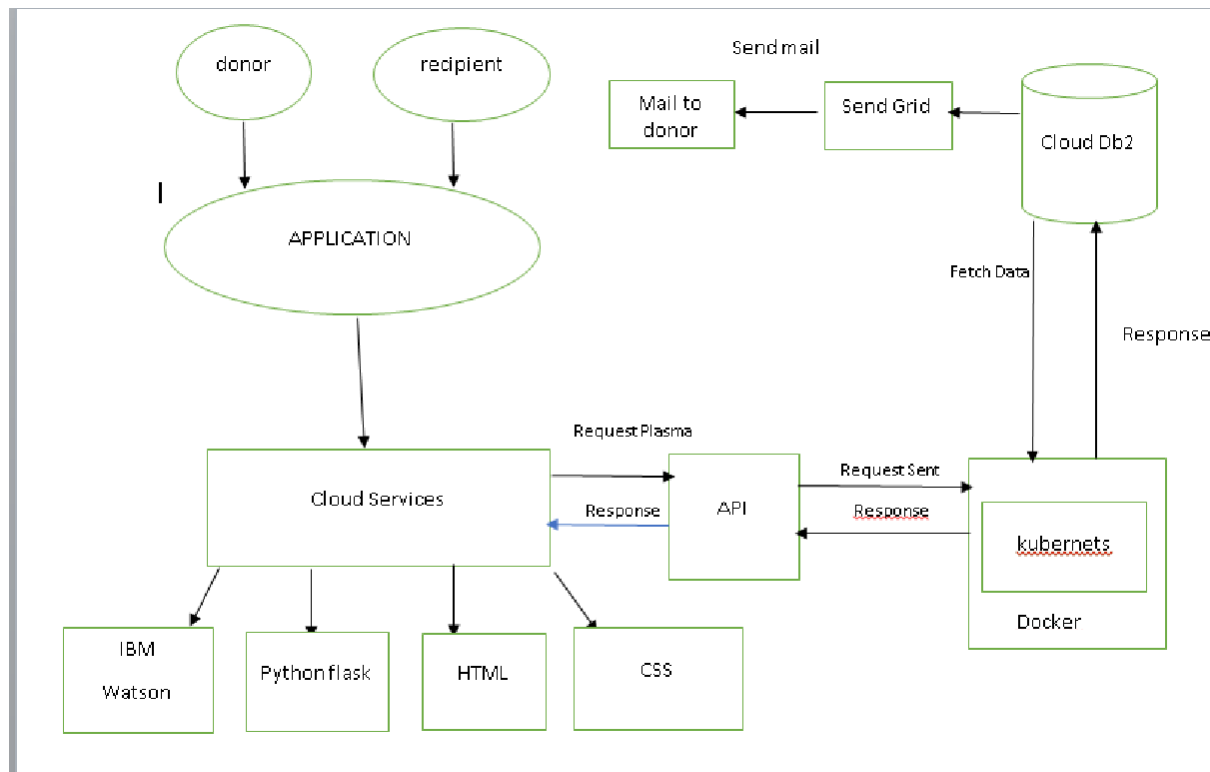 donor
recipient
Send mail
Mail to
donor
Send Grid
Cloud Db2
APPLICATION
Fetch Data
Response
Request Plasma
Cloud Services
Response
API
Request Sent
Response
kubernets
Docker
IBM
Watson
Python flask
HTML
CSS